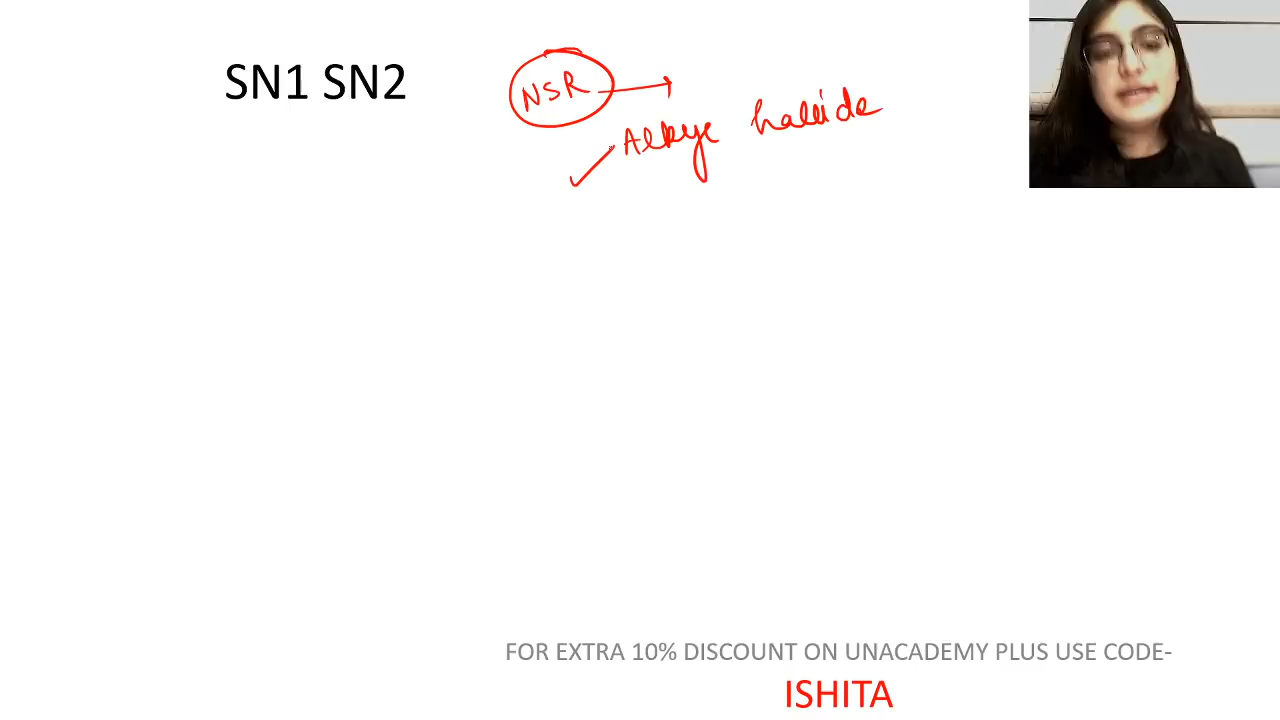 SN1 SN2
NSR
Alkyl halide
FOR EXTRA 10% DISCOUNT ON UNACADEMY PLUS USE CODE-
ISHITA